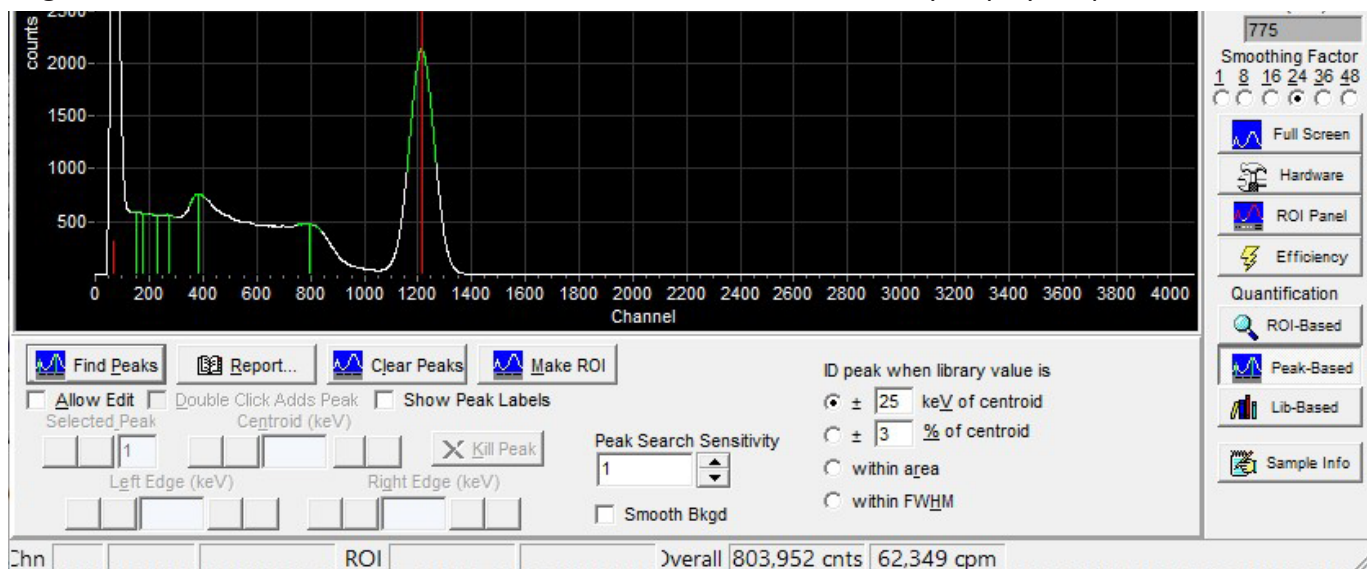 counts
2500
2000
1500
1000
500
0 200 400 600 800 1000 1200 1400 1600 1800 2000 2200 2400 2600 2800 3000 3200 3400 3600 3800 4000
Channel
775
Smoothing Factor
1 8 16 24 36 48
Full Screen
Hardware
ROI Panel
Efficiency
Quantification
ROI-Based
Peak-Based
Lib-Based
Sample Info
Find Peaks Report... Clear Peaks Make ROI
Allow Edit Double Click Adds Peak Show Peak Labels
Selected Peak Centroid (keV)
1 Kill Peak
Left Edge (keV) Right Edge (keV)
Peak Search Sensitivity
1
Smooth Bkgd
ID peak when library value is
± 25 keV of centroid
± 3 % of centroid
within area
within FWHM
Chn ROI Overall 803,952 cnts 62,349 cpm